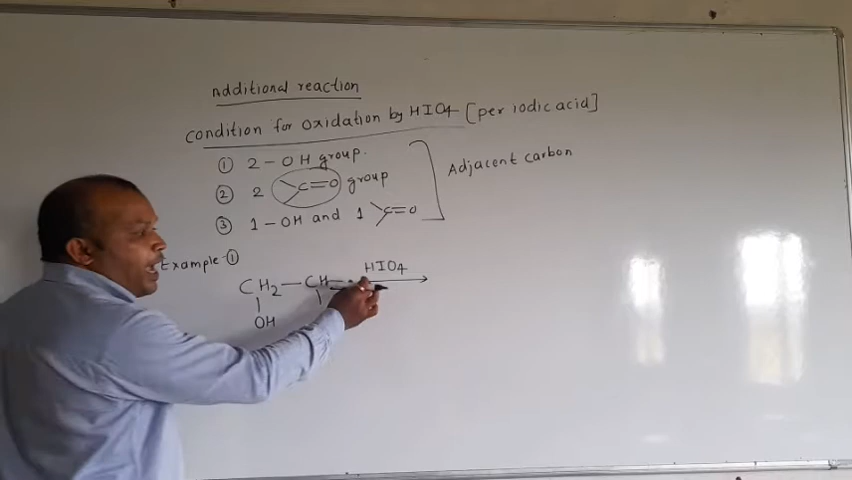 Additional reaction
condition for oxidation by HIO4 [per iodic acid]
① 2 - OH group.
② 2 >C=O group
③ 1 - OH and 1 >C=O
Adjacent carbon
Example-①
CH2 — CH
HIO4
OH